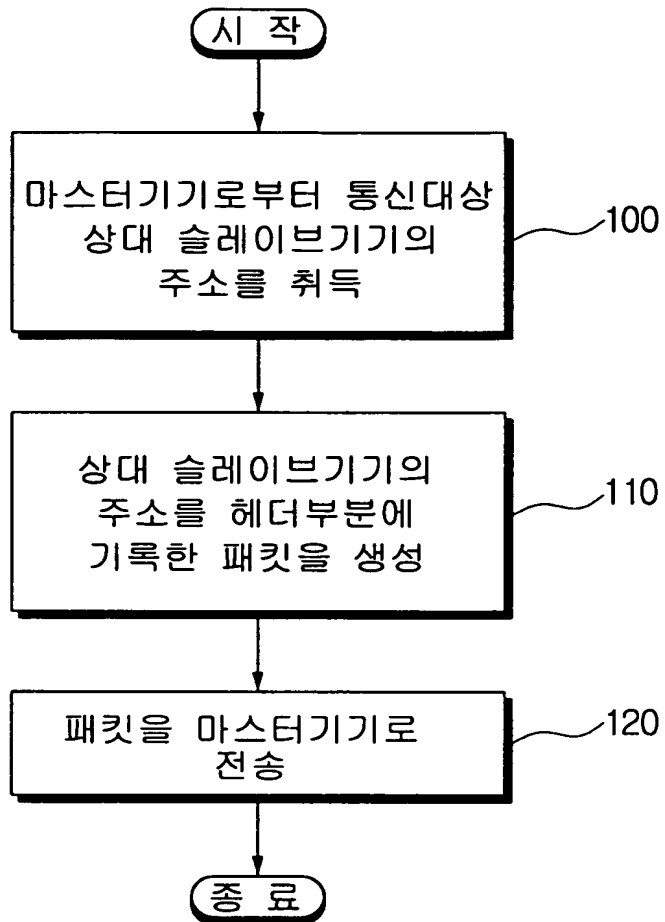 시 작
마스터기기로부터 통신대상
상대 슬레이브기기의
주소를 취득
100
상대 슬레이브기기의
주소를 헤더부분에
기록한 패킷을 생성
110
패킷을 마스터기기로
전송
120
종 료